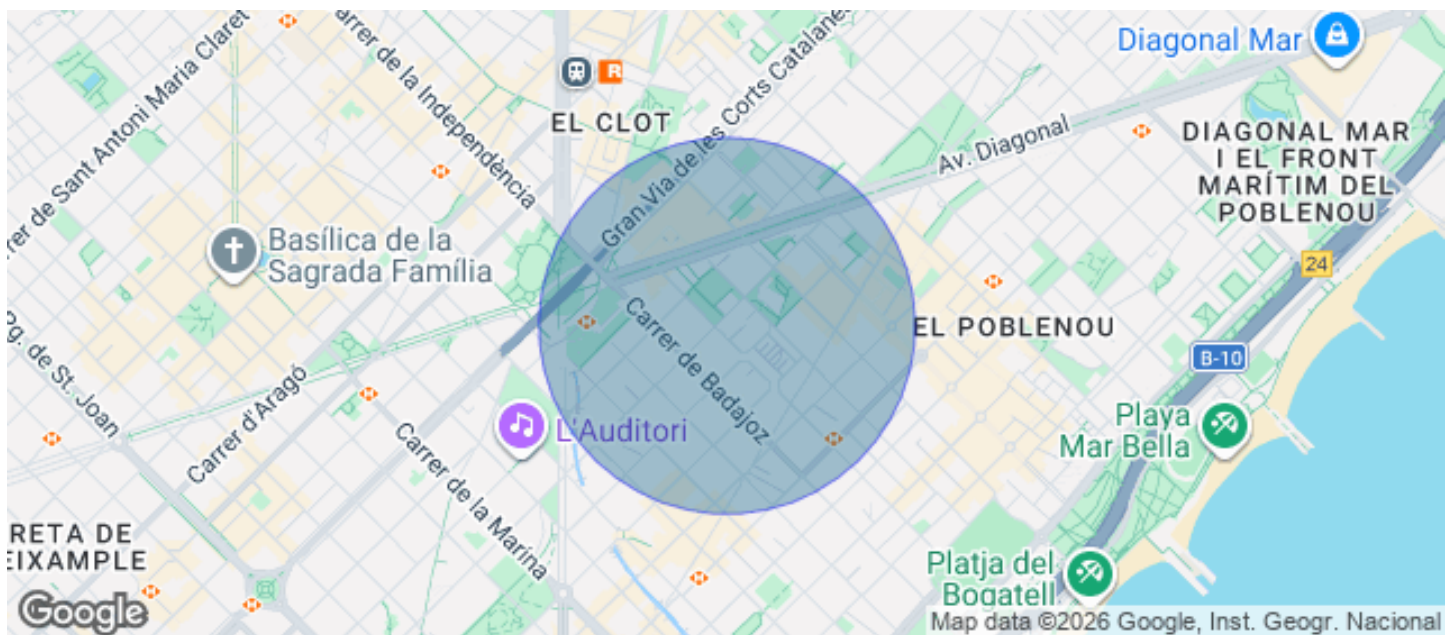 rer de Sant Antoni Maria Claret
Carrer de la Independència
R
EL CLOT
Gran Via de les Corts Catalanes
Diagonal Mar
Av. Diagonal
DIAGONAL MAR
I EL FRONT
MARÍTIM DEL
POBLENOU
Basílica de la
Sagrada Família
24
Pg. de St. Joan
Carrer d'Aragó
Carrer de Badajoz
EL POBLENOU
B-10
L'Auditori
Playa
Mar Bella
Carrer de la Marina
RETA DE
EIXAMPLE
Platja del
Bogatell
Google
Map data ©2026 Google, Inst. Geogr. Nacional